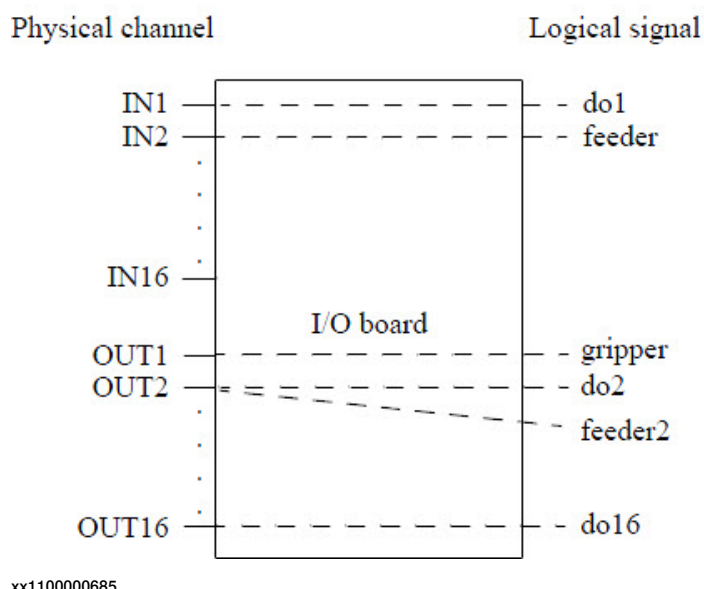 Physical channel Logical signal
IN1 do1
IN2 feeder
IN16
I/O board
OUT1 gripper
OUT2 do2
feeder2
OUT16 do16
xx1100000685